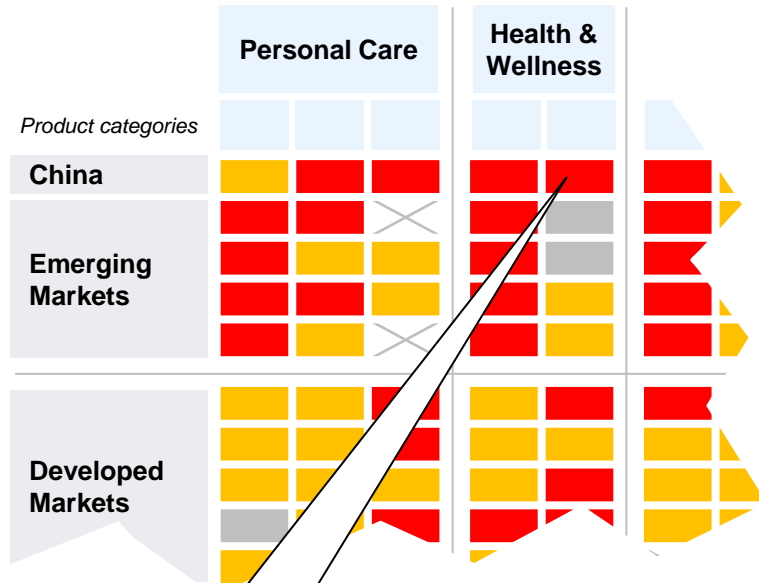 Personal Care
Health &
Wellness
Product categories
China
Emerging
Markets
Developed
Markets